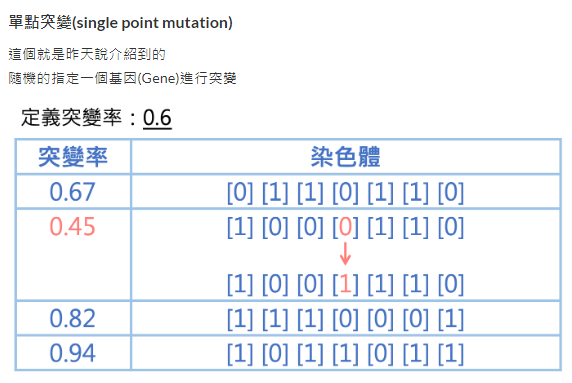 單點突變(single point mutation)
這個就是昨天說介紹到的
隨機的指定一個基因(Gene)進行突變
定義突變率：0.6
突變率 染色體
0.67 [0] [1] [1] [0] [1] [1] [0]
0.45 [1] [0] [0] [0] [1] [1] [0]
↓
[1] [0] [0] [1] [1] [1] [0]
0.82 [1] [1] [1] [0] [0] [0] [1]
0.94 [1] [0] [1] [1] [0] [1] [1]